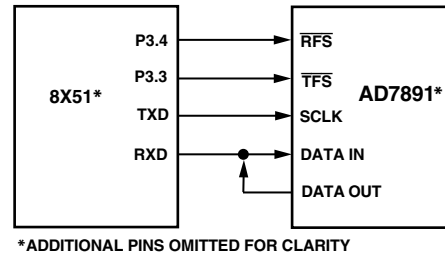 P3.4 RFS
P3.3 TFS
8X51* AD7891*
TXD SCLK
RXD DATA IN
DATA OUT
*ADDITIONAL PINS OMITTED FOR CLARITY